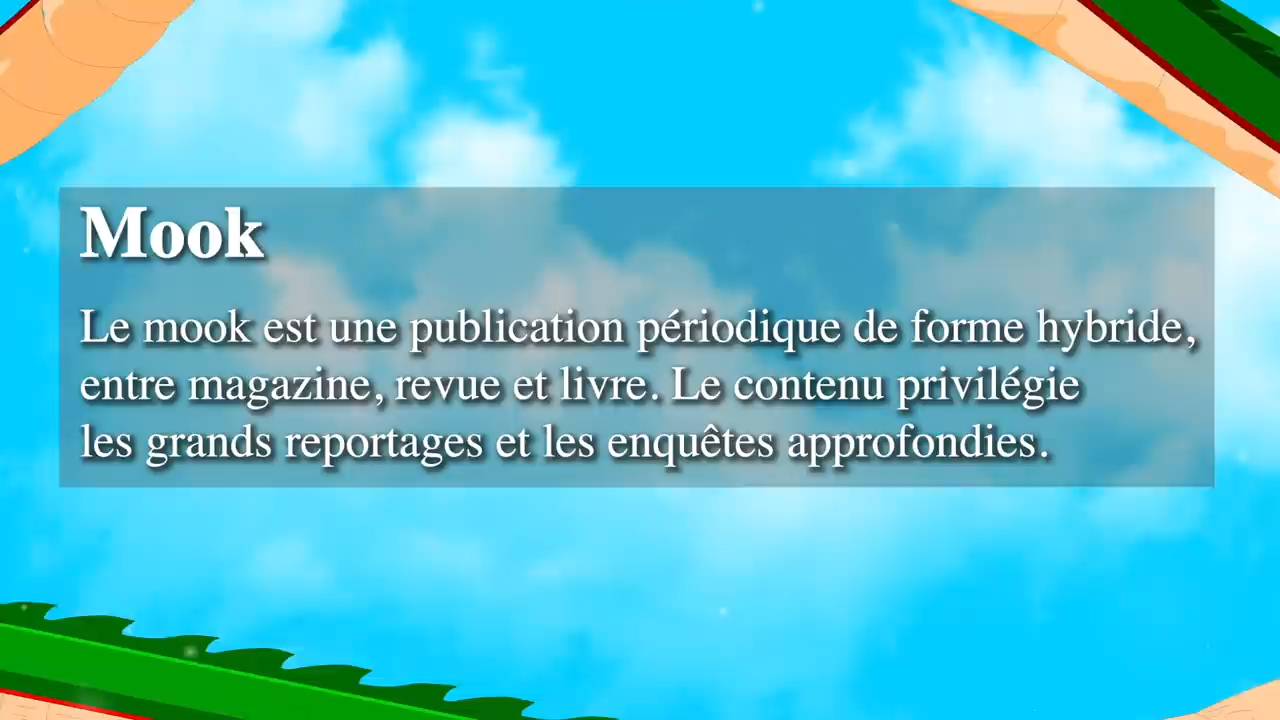 Mook
Le mook est une publication périodique de forme hybride,
entre magazine, revue et livre. Le contenu privilégie
les grands reportages et les enquêtes approfondies.